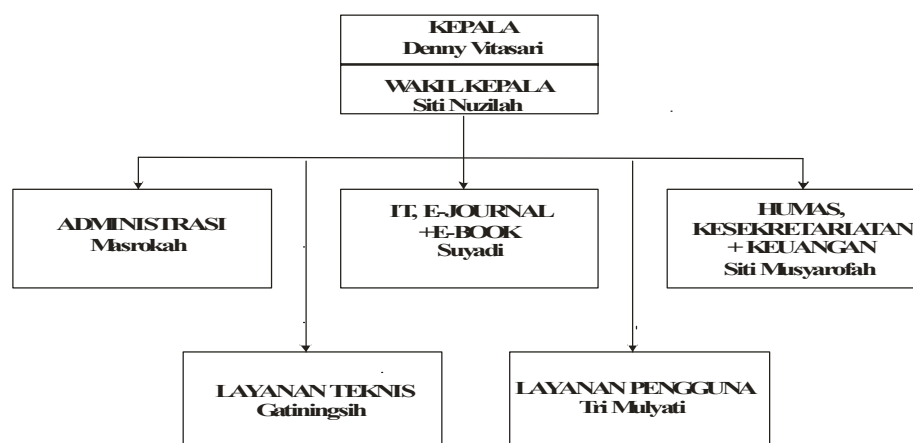 KEPALA
Denny Vitasari
WAKIL KEPALA
Siti Nuzilah
ADMINISTRASI
Masrokah
IT, E-JOURNAL
+E-BOOK
Suyadi
HUMAS,
KESEKRETARIATAN
+ KEUANGAN
Siti Musyarofah
LAYANAN TEKNIS
Gatiningsih
LAYANAN PENGGUNA
Tri Mulyati